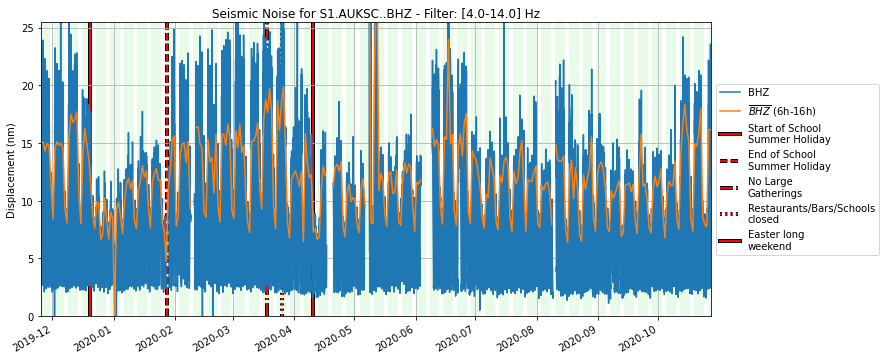 Seismic Noise for S1.AUKSC..BHZ - Filter: [4.0-14.0] Hz
25
20
15
10
5
0
Displacement (nm)
2019-12
2020-01
2020-02
2020-03
2020-04
2020-05
2020-06
2020-07
2020-08
2020-09
2020-10
BHZ
BHZ (6h-16h)
Start of School
Summer Holiday
End of School
Summer Holiday
No Large
Gatherings
Restaurants/Bars/Schools
closed
Easter long
weekend